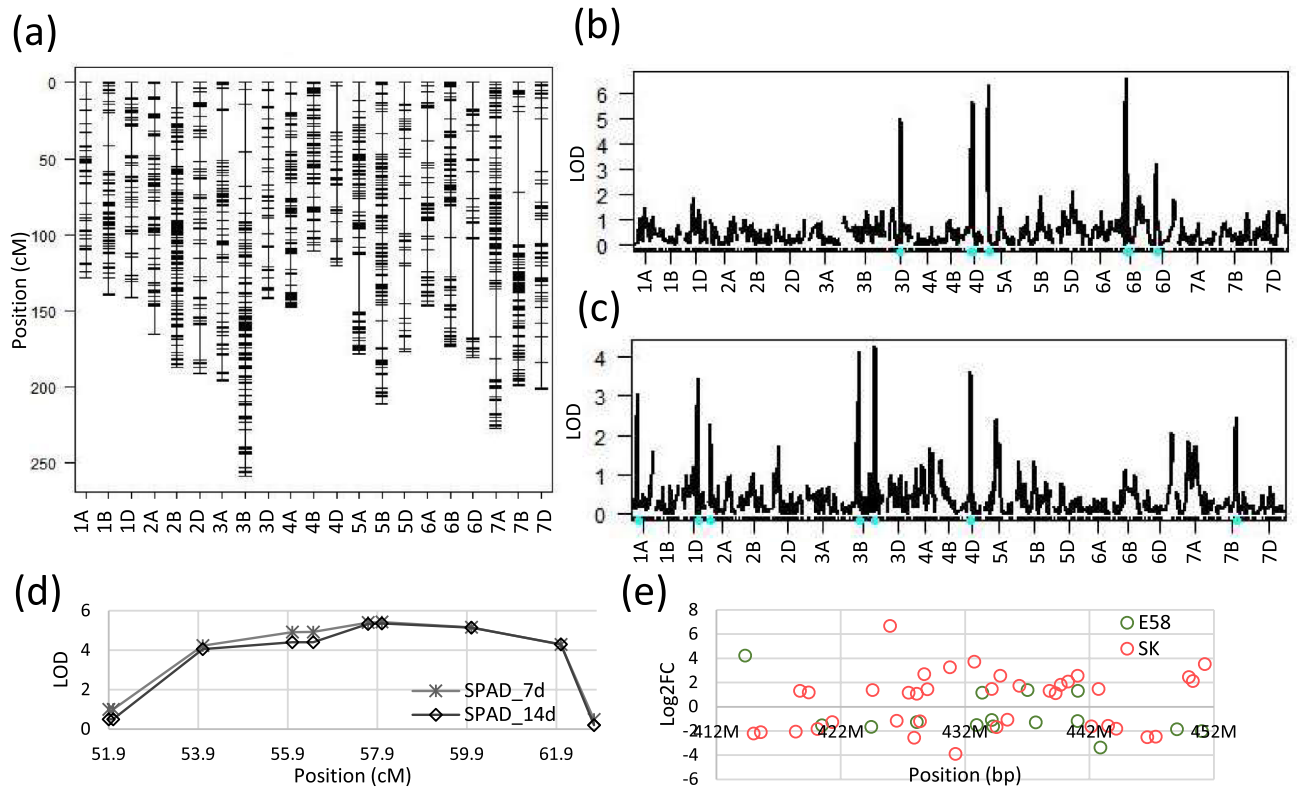 (a)
Position (cM)
0
50
100
150
200
250
1A 1B 1D 2A 2B 2D 3A 3B 3D 4A 4B 4D 5A 5B 5D 6A 6B 6D 7A 7B 7D
(b)
LOD
6
5
4
3
2
1
0
1A 1B 1D 2A 2B 2D 3A 3B 3D 4A 4B 4D 5A 5B 5D 6A 6B 6D 7A 7B 7D
(c)
LOD
4
3
2
1
0
1A 1B 1D 2A 2B 2D 3A 3B 3D 4A 4B 4D 5A 5B 5D 6A 6B 6D 7A 7B 7D
(d)
LOD
6
4
2
0
SPAD_7d
SPAD_14d
51.9 53.9 55.9 57.9 59.9 61.9
Position (cM)
(e)
Log2FC
8
6
4
2
0
-2
-4
-6
E58
SK
412M 422M 432M 442M 452M
Position (bp)